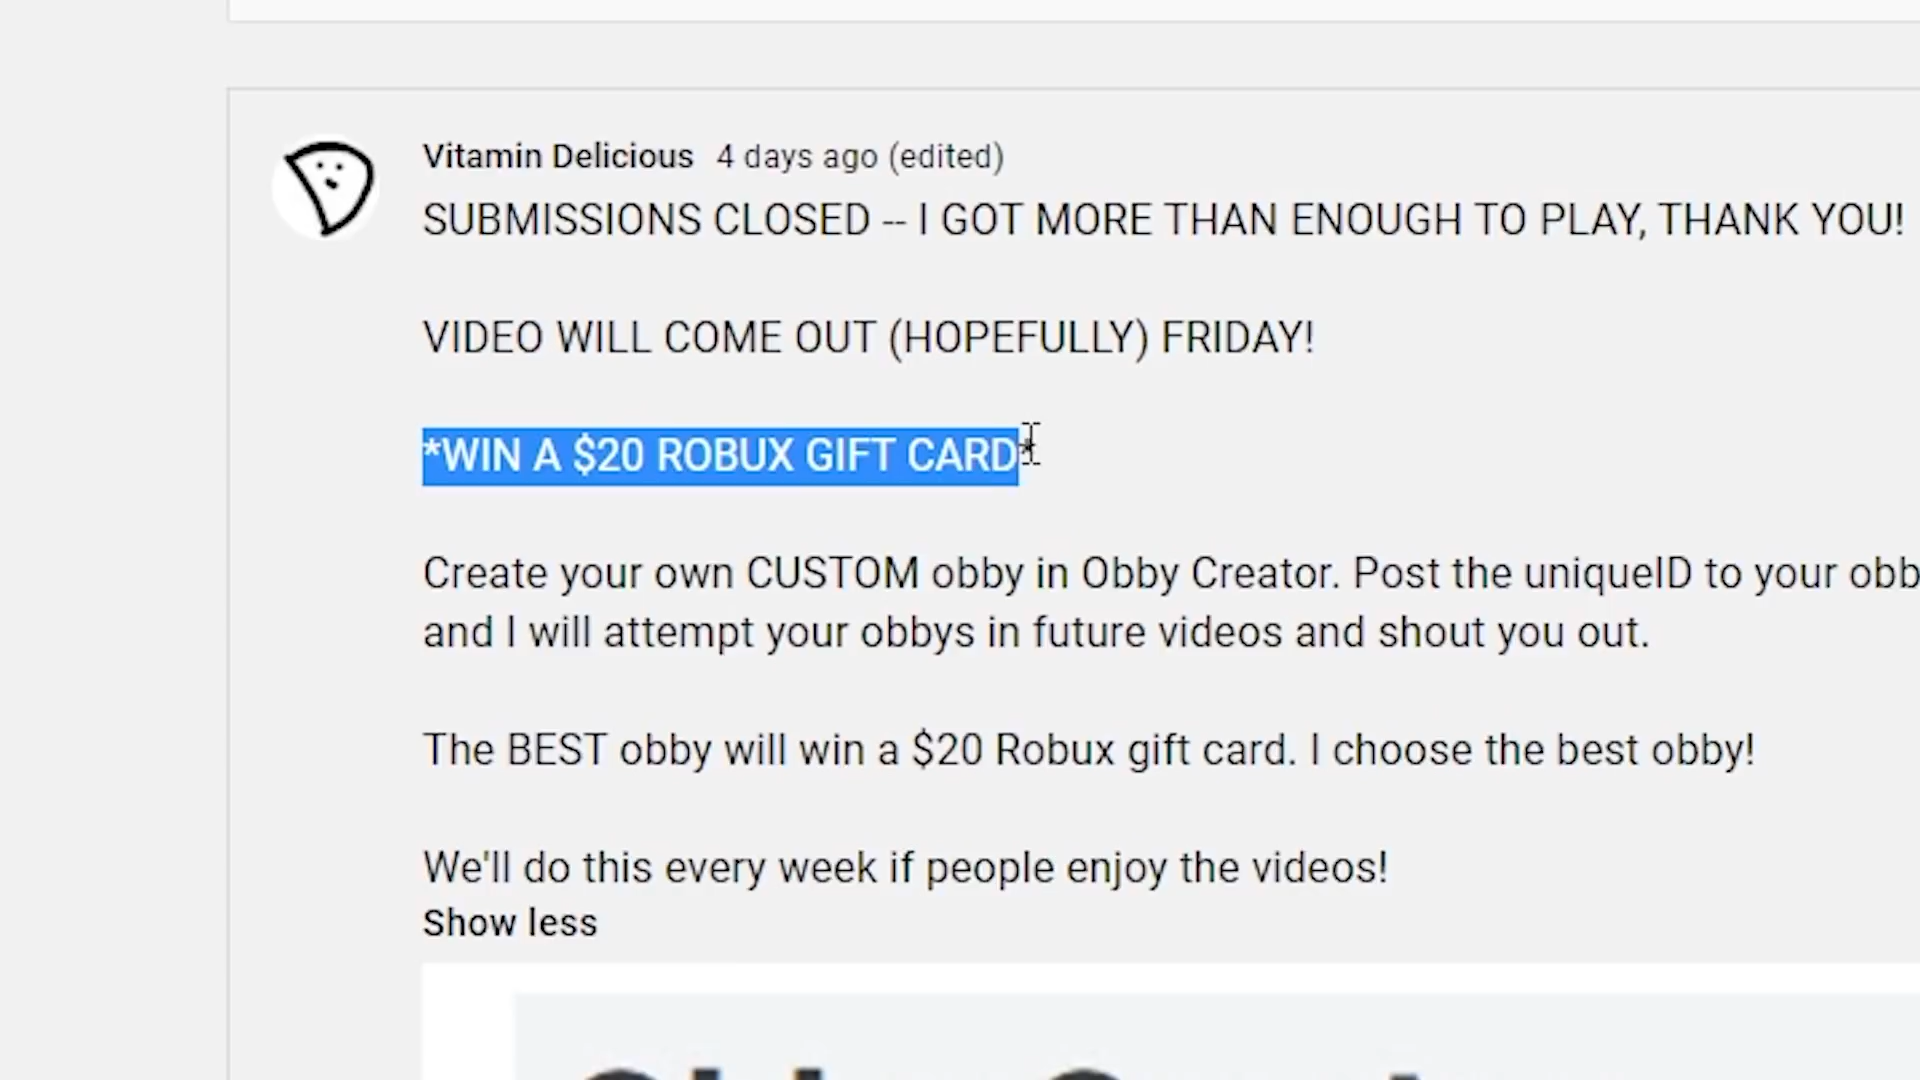 Vitamin Delicious 4 days ago (edited)
SUBMISSIONS CLOSED -- I GOT MORE THAN ENOUGH TO PLAY, THANK YOU!
VIDEO WILL COME OUT (HOPEFULLY) FRIDAY!
*WIN A $20 ROBUX GIFT CARD*
Create your own CUSTOM obby in Obby Creator. Post the uniqueID to your obb
and I will attempt your obbys in future videos and shout you out.
The BEST obby will win a $20 Robux gift card. I choose the best obby!
We'll do this every week if people enjoy the videos!
Show less